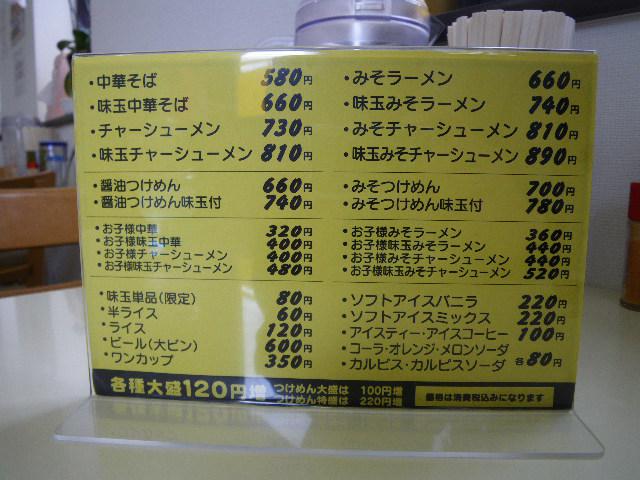 ・中華そば 580円
・味玉中華そば 660円
・チャーシューメン 730円
・味玉チャーシューメン 810円
・醤油つけめん 660円
・醤油つけめん味玉付 740円
・お子様中華 320円
・お子様味玉中華 400円
・お子様チャーシューメン 400円
・お子様味玉チャーシューメン 480円
・味玉単品(限定) 80円
・半ライス 60円
・ライス 120円
・ビール(大ビン) 600円
・ワンカップ 350円
・みそラーメン 660円
・味玉みそラーメン 740円
・みそチャーシューメン 810円
・味玉みそチャーシューメン 890円
・みそつけめん 700円
・みそつけめん味玉付 780円
・お子様みそラーメン 360円
・お子様味玉みそラーメン 440円
・お子様みそチャーシューメン 440円
・お子様味玉みそチャーシューメン 520円
・ソフトアイスバニラ 220円
・ソフトアイスミックス 220円
・アイスティー・アイスコーヒー 100円
・コーラ・オレンジ・メロンソーダ
・カルピス・カルピスソーダ 各80円
各種大盛120円増
つけめん大盛は 100円増
つけめん特盛は 220円増
価格は消費税込みになります